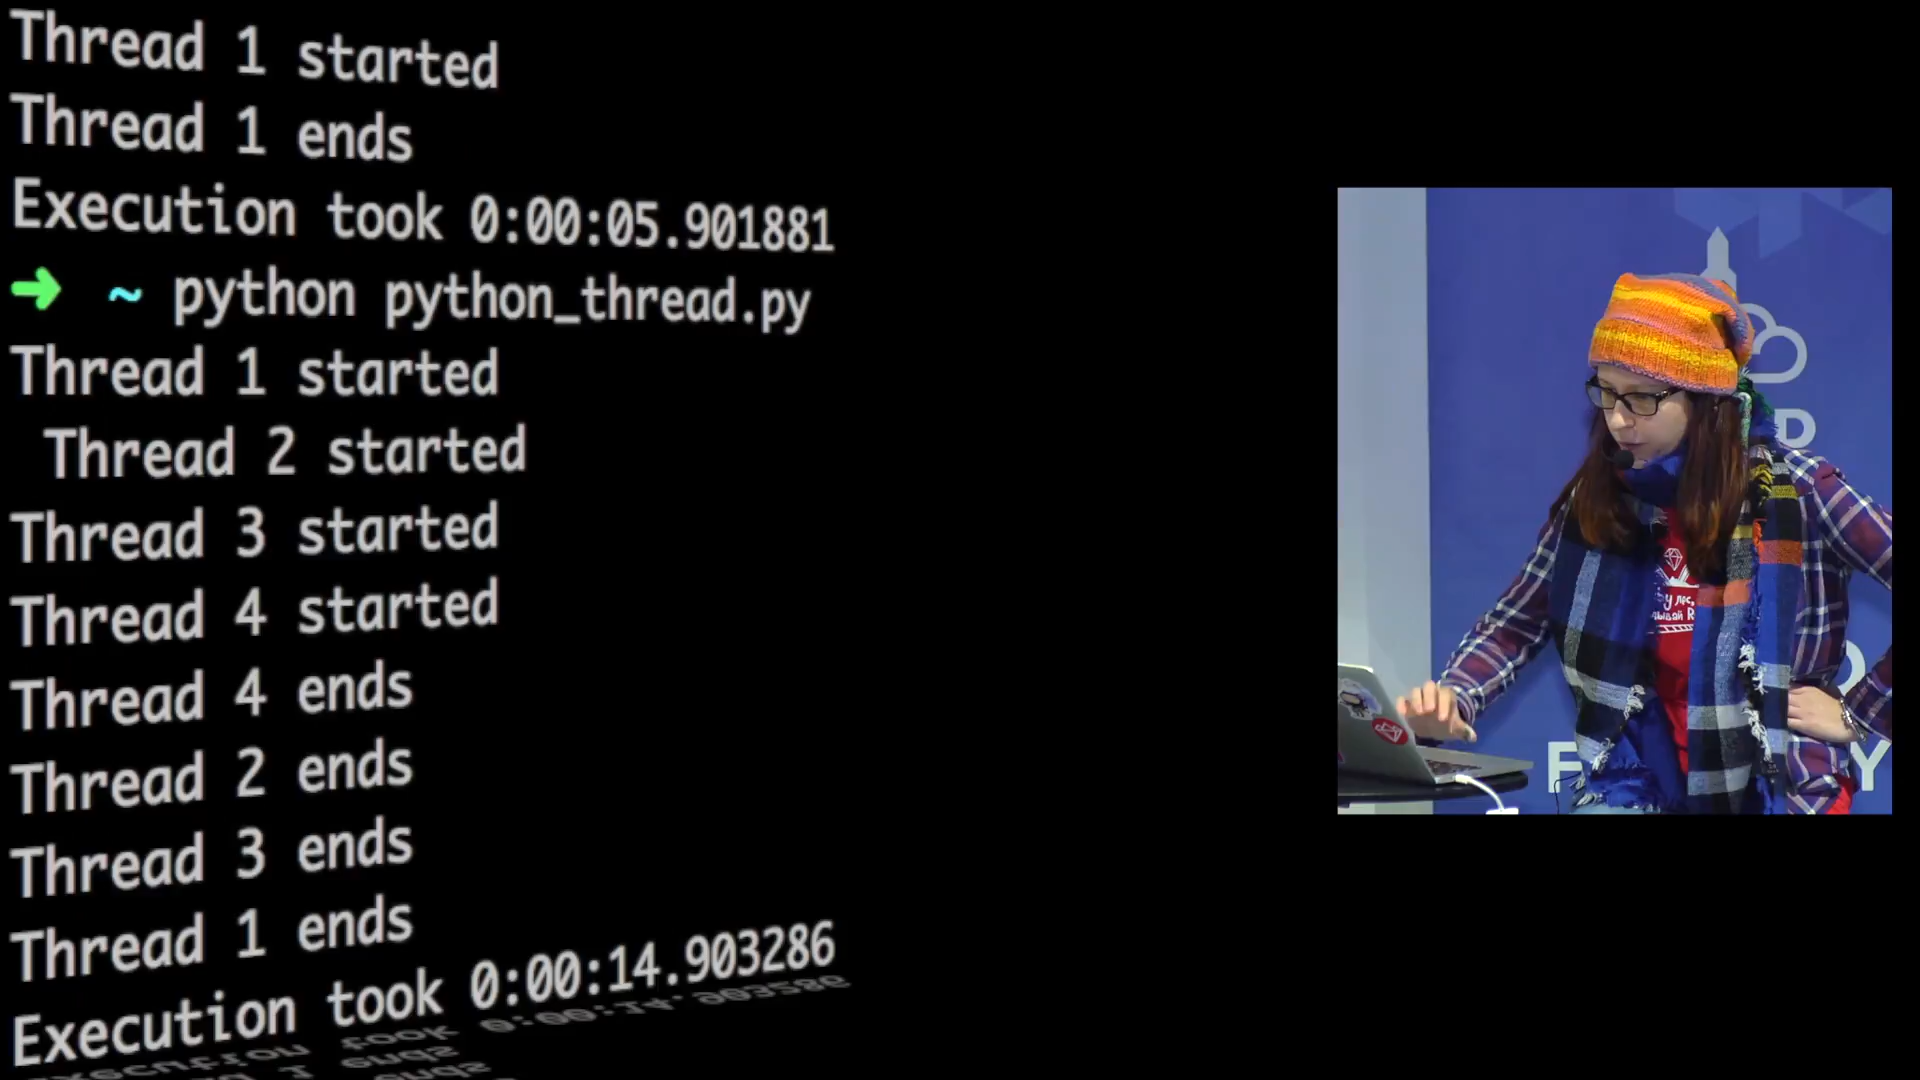 Thread 1 started
Thread 1 ends
Execution took 0:00:05.901881
➜ ~ python python_thread.py
Thread 1 started
Thread 2 started
Thread 3 started
Thread 4 started
Thread 4 ends
Thread 2 ends
Thread 3 ends
Thread 1 ends
Execution took 0:00:14.903286